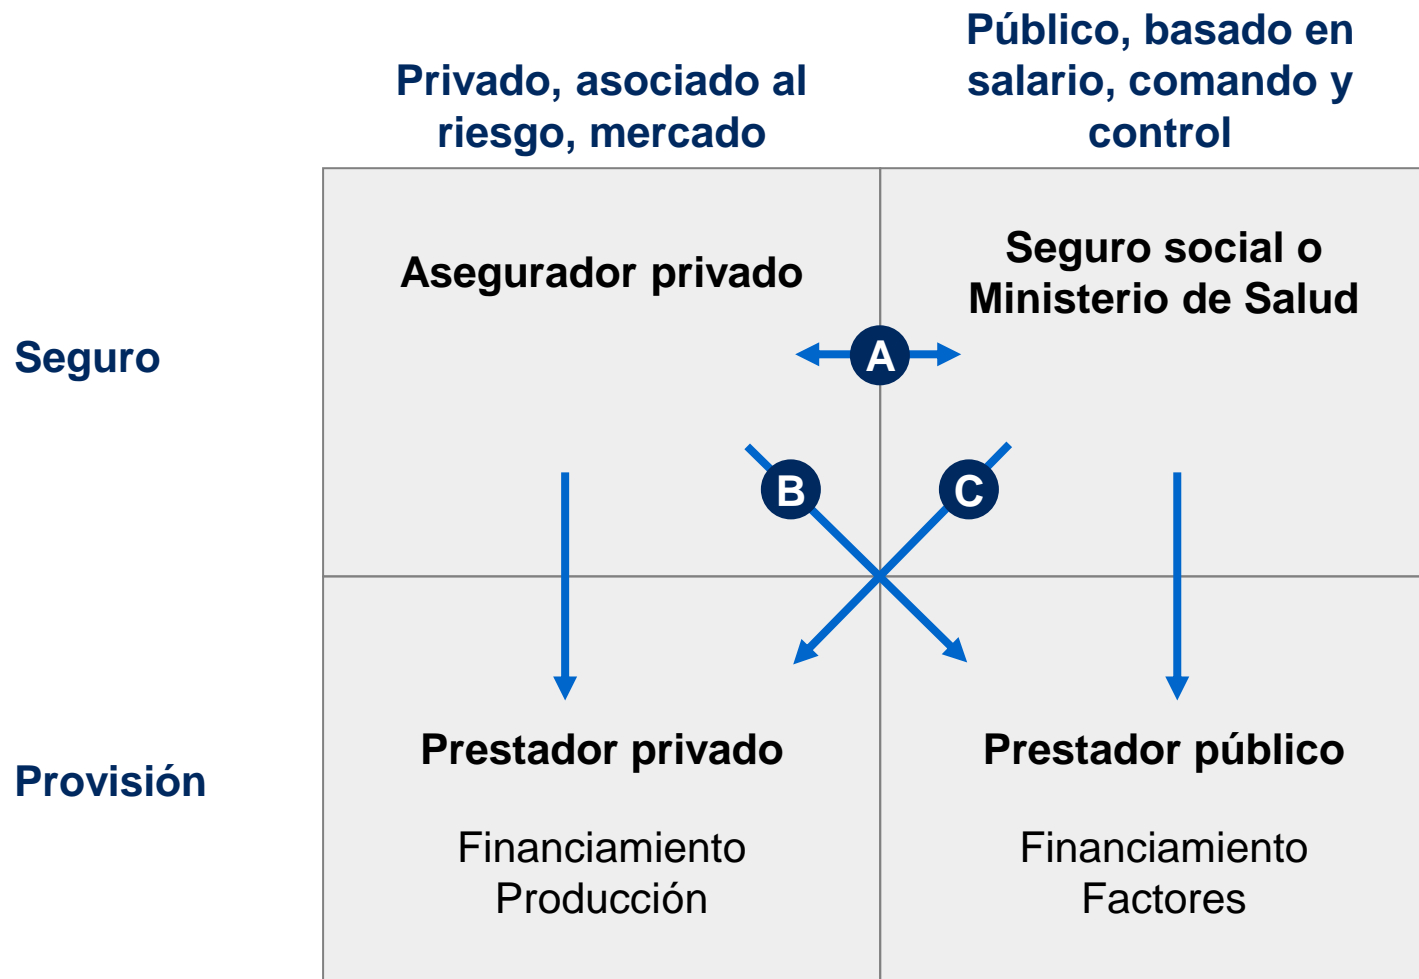 Privado, asociado al
riesgo, mercado
Público, basado en
salario, comando y
control
Seguro
Asegurador privado
Seguro social o
Ministerio de Salud
A
B
C
Provisión
Prestador privado
Financiamiento
Producción
Prestador público
Financiamiento
Factores